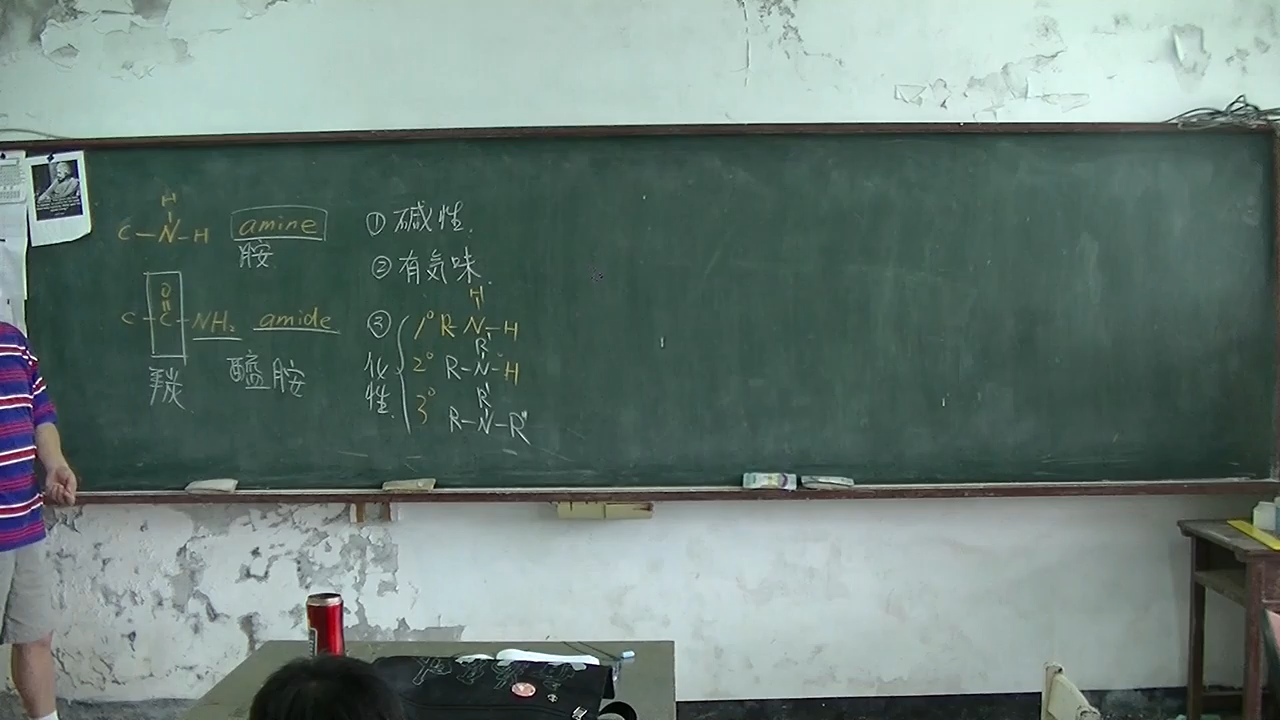 H
C-N-H amine
胺
O
C-C-NH₂ amide
羰 醯胺
① 碱性.
② 有気味.
③ 化性.
H
1° R-N-H
R'
2° R-N-H
R'
3° R-N-R"